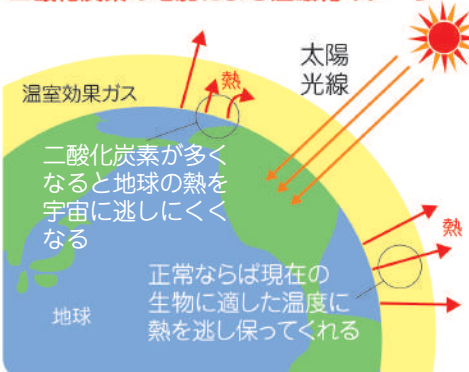 太陽
光線
熱
温室効果ガス
二酸化炭素が多く
なると地球の熱を
宇宙に逃しにくく
なる
熱
正常ならば現在の
生物に適した温度に
熱を逃し保ってくれる
地球